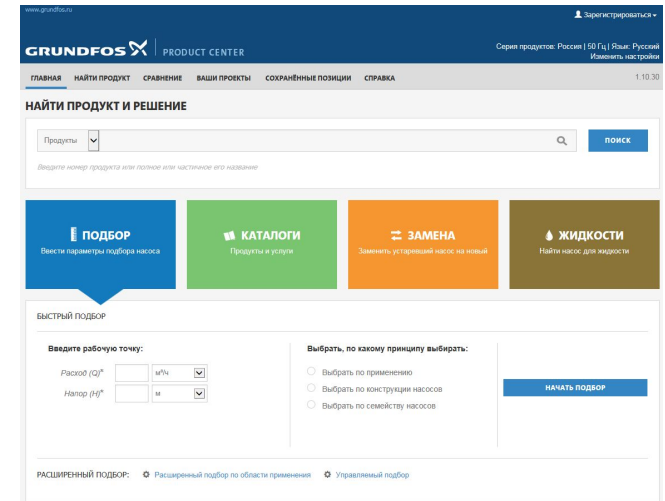 www.grundfos.ru
Зарегистрироваться
GRUNDFOS PRODUCT CENTER
Серия продуктов: Россия | 50 Гц | Язык: Русский
Изменить настройки
ГЛАВНАЯ НАЙТИ ПРОДУКТ СРАВНЕНИЕ ВАШИ ПРОЕКТЫ СОХРАНЁННЫЕ ПОЗИЦИИ СПРАВКА 1.10.30
НАЙТИ ПРОДУКТ И РЕШЕНИЕ
Продукты ПОИСК
Введите номер продукта или полное или частичное его название
ПОДБОР
Ввести параметры подбора насоса
КАТАЛОГИ
Продукты и услуги
ЗАМЕНА
Заменить устаревший насос на новый
ЖИДКОСТИ
Найти насос для жидкости
БЫСТРЫЙ ПОДБОР
Введите рабочую точку:
Расход (Q)* м³/ч
Напор (H)* м
Выбрать, по какому принципу выбирать:
Выбрать по применению
Выбрать по конструкции насосов
Выбрать по семейству насосов
НАЧАТЬ ПОДБОР
РАСШИРЕННЫЙ ПОДБОР: Расширенный подбор по области применения Управляемый подбор